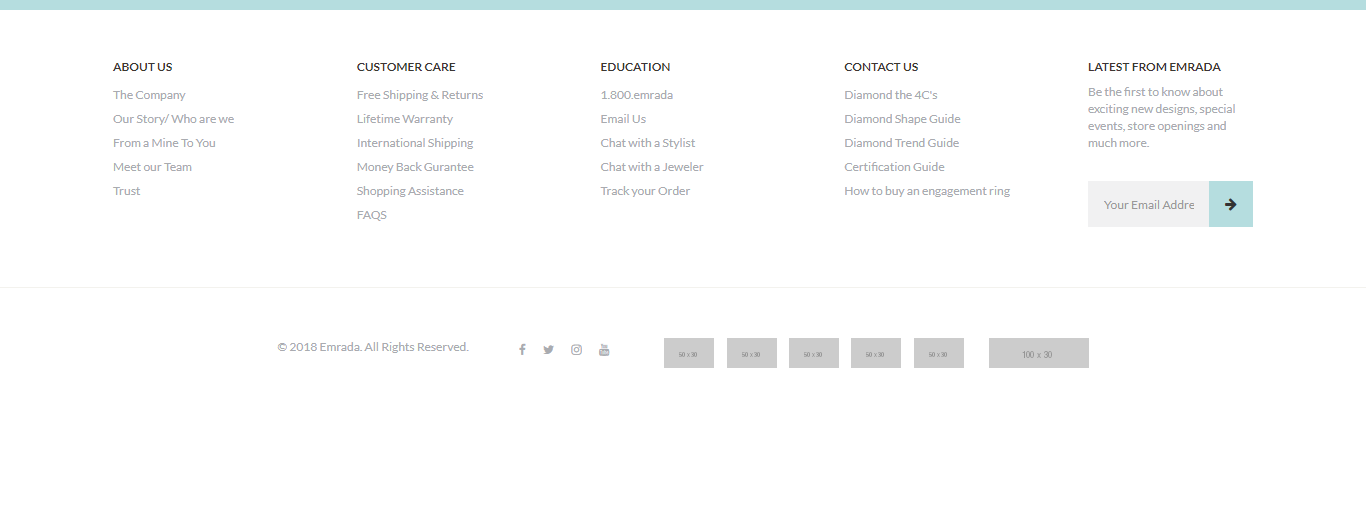 ABOUT US
The Company
Our Story/ Who are we
From a Mine To You
Meet our Team
Trust
CUSTOMER CARE
Free Shipping & Returns
Lifetime Warranty
International Shipping
Money Back Gurantee
Shopping Assistance
FAQS
EDUCATION
1.800.emrada
Email Us
Chat with a Stylist
Chat with a Jeweler
Track your Order
CONTACT US
Diamond the 4C's
Diamond Shape Guide
Diamond Trend Guide
Certification Guide
How to buy an engagement ring
LATEST FROM EMRADA
Be the first to know about
exciting new designs, special
events, store openings and
much more.
Your Email Addre
© 2018 Emrada. All Rights Reserved.
You Tube
50 x 30
50 x 30
50 x 30
50 x 30
50 x 30
100 x 30